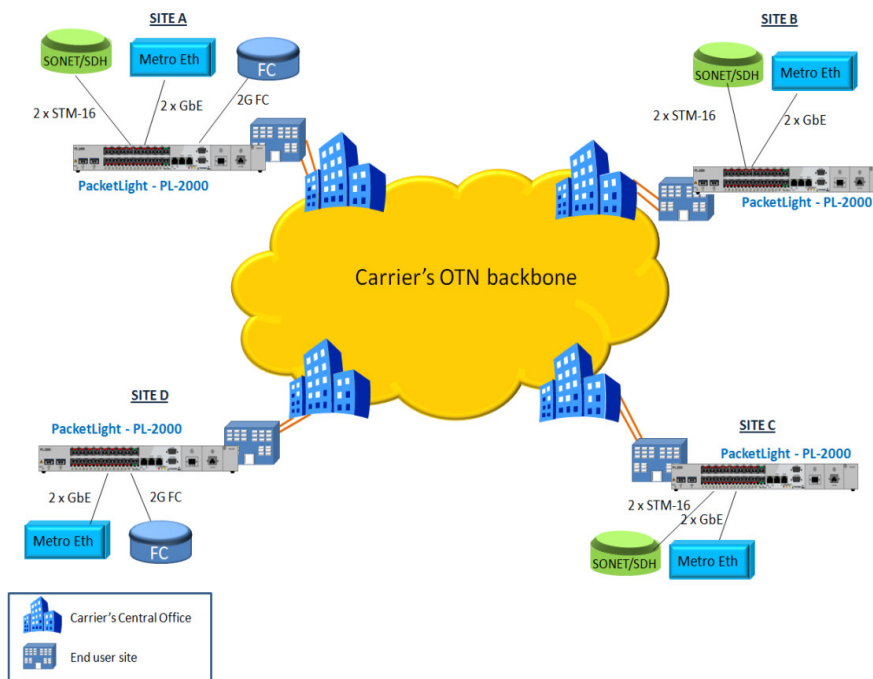 SITE A
SONET/SDH
Metro Eth
FC
2 x STM-16
2 x GbE
2G FC
PacketLight - PL-2000
SITE B
SONET/SDH
Metro Eth
2 x STM-16
2 x GbE
PacketLight - PL-2000
Carrier's OTN backbone
SITE D
PacketLight - PL-2000
2 x GbE
2G FC
Metro Eth
FC
SITE C
PacketLight - PL-2000
2 x STM-16
2 x GbE
SONET/SDH
Metro Eth
Carrier's Central Office
End user site